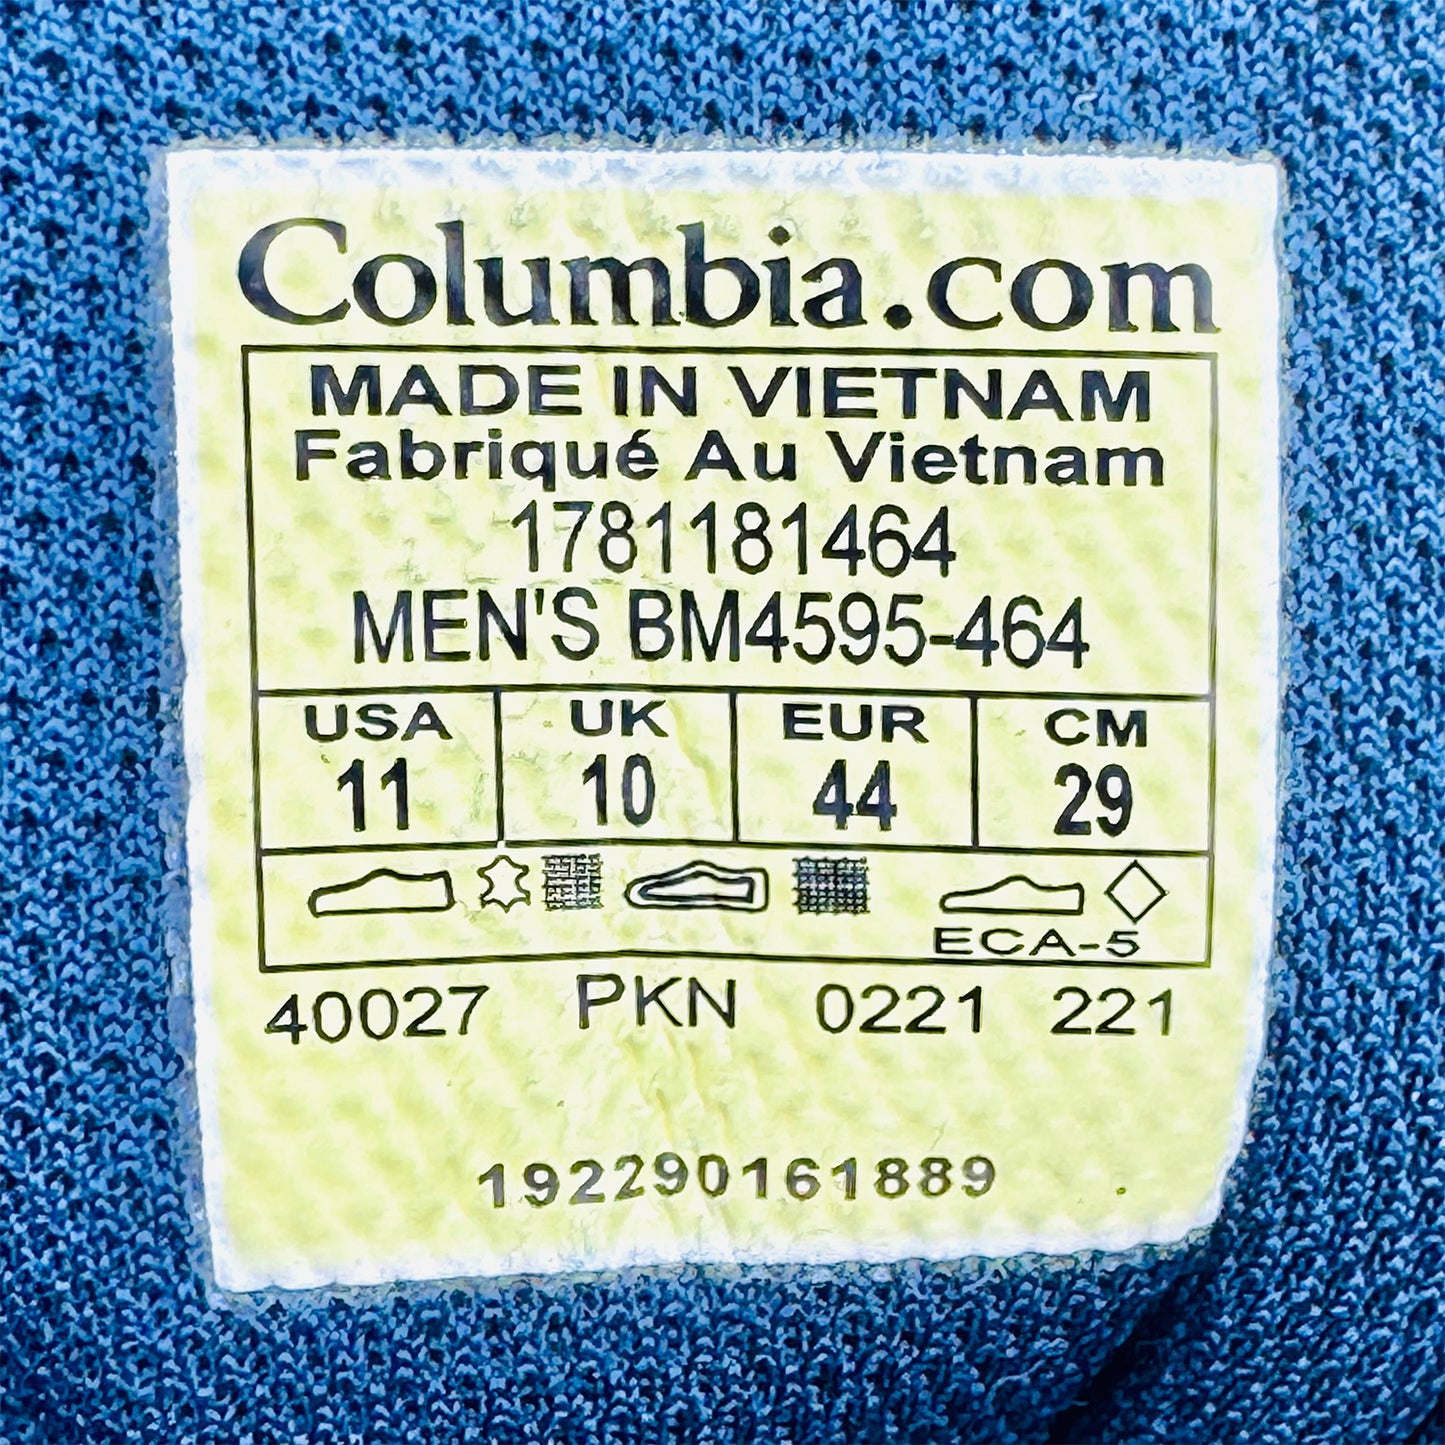 Columbia.com
MADE IN VIETNAM
Fabriqué Au Vietnam
1781181464
MEN'S BM4595-464
USA UK EUR CM
11 10 44 29
ECA-5
40027 PKN 0221 221
192290161889